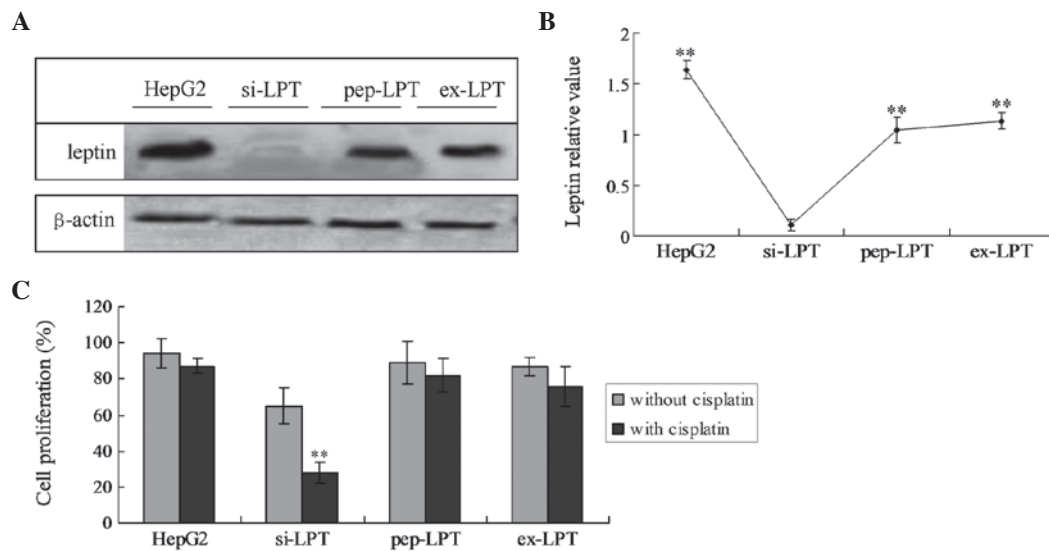 A
HepG2 si-LPT pep-LPT ex-LPT
leptin
β-actin
B
Leptin relative value
2
1.5
1
0.5
0
** ** **
HepG2 si-LPT pep-LPT ex-LPT
C
Cell proliferation (%)
120
100
80
60
40
20
0
**
HepG2 si-LPT pep-LPT ex-LPT
without cisplatin
with cisplatin